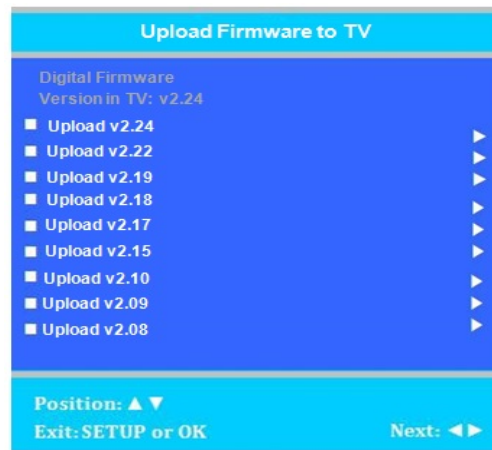 Upload Firmware to TV
Digital Firmware
Version in TV: v2.24
Upload v2.24
Upload v2.22
Upload v2.19
Upload v2.18
Upload v2.17
Upload v2.15
Upload v2.10
Upload v2.09
Upload v2.08
Position: ▲ ▼
Exit: SETUP or OK Next: ◀▶